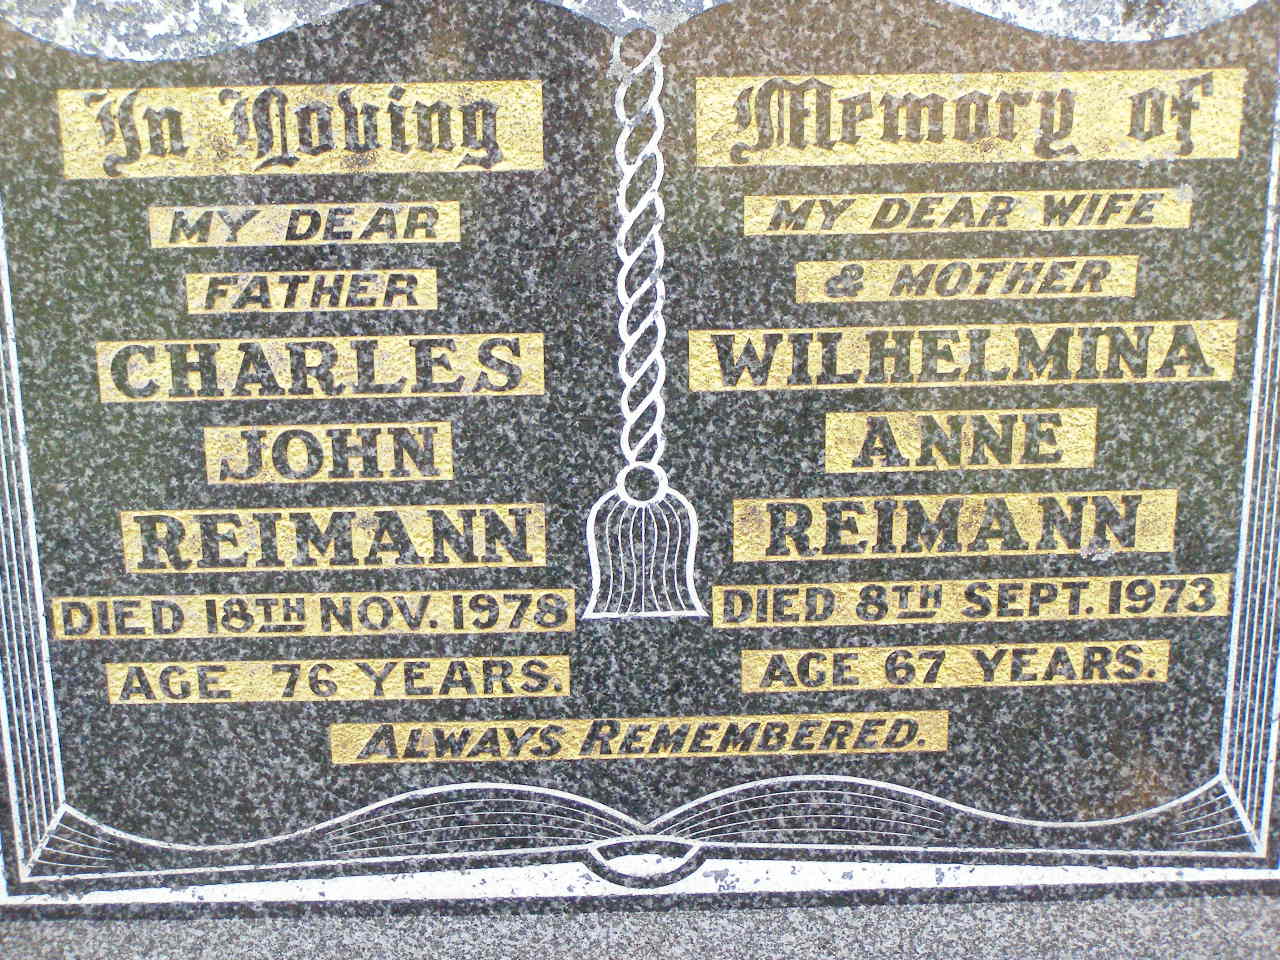 In Loving Memory of
MY DEAR
FATHER
CHARLES
JOHN
REIMANN
DIED 18TH NOV. 1978
AGE 76 YEARS.
MY DEAR WIFE
& MOTHER
WILHELMINA
ANNE
REIMANN
DIED 8TH SEPT. 1973
AGE 67 YEARS.
ALWAYS REMEMBERED.